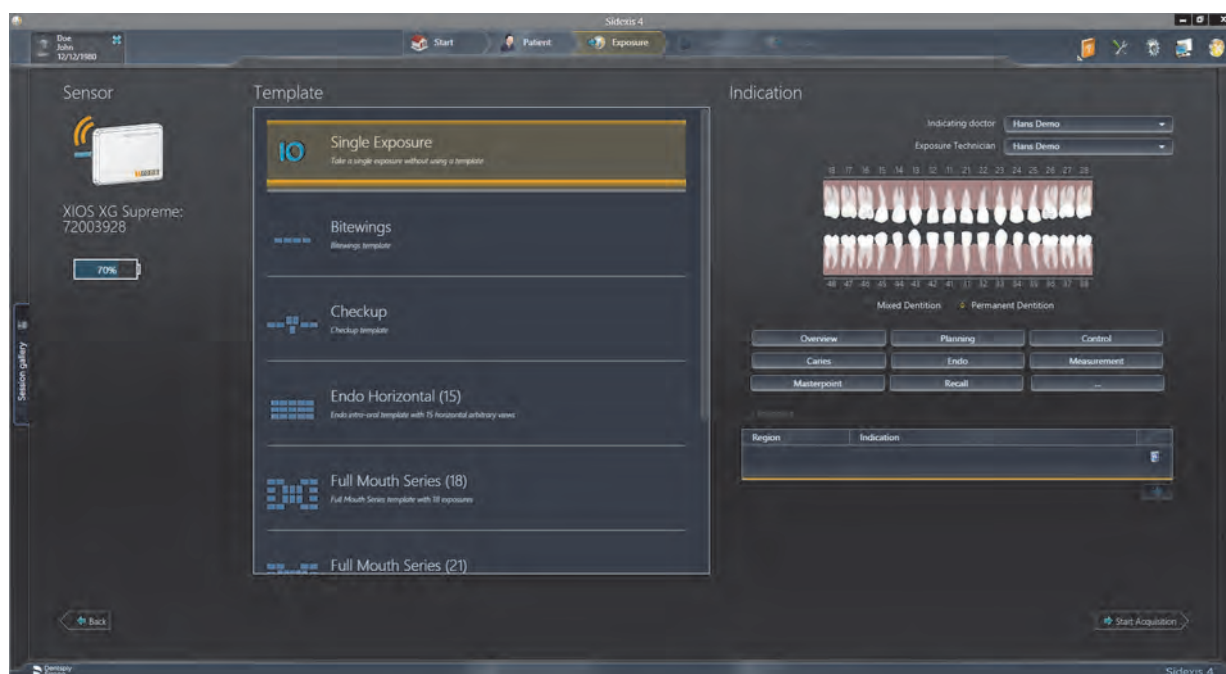 Sidexis 4
Doe
John
12/12/1980
Start
Patient
Exposure
Sensor
XIOS XG Supreme:
72003928
70%
Session gallery
Template
IO
Single Exposure
Take a single exposure without using a template
Bitewings
Bitewings template
Checkup
Checkup template
Endo Horizontal (15)
Endo intra-oral template with 15 horizontal arbitrary views
Full Mouth Series (18)
Full Mouth Series template with 18 exposures
Full Mouth Series (21)
Indication
Indicating doctor Hans Demo
Exposure Technician Hans Demo
18 17 16 15 14 13 12 11 21 22 23 24 25 26 27 28
48 47 46 45 44 43 42 41 31 32 33 34 35 36 37 38
Mixed Dentition Permanent Dentition
Overview Planning Control
Caries Endo Measurement
Masterpoint Recall ...
Region Indication
Back
Start Acquisition
Dentsply
Sirona
Sidexis 4